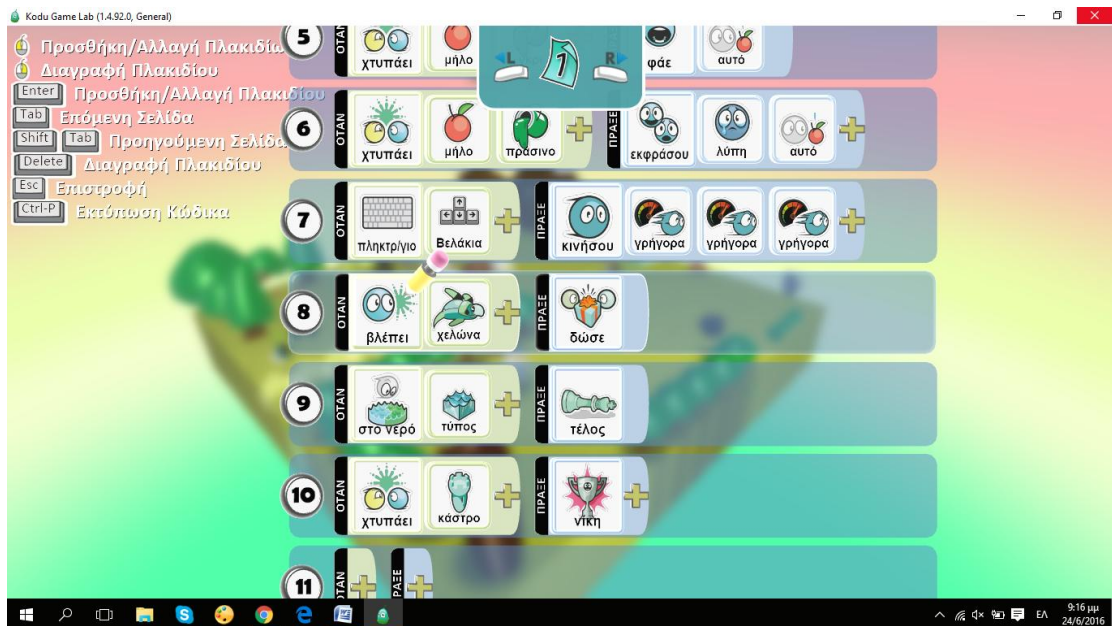 Kodu Game Lab (1.4.92.0, General)
Προσθήκη/Αλλαγή Πλακιδίω
Διαγραφή Πλακιδίου
Enter Προσθήκη/Αλλαγή Πλακιδίου
Tab Επόμενη Σελίδα
Shift Tab Προηγούμενη Σελίδα
Delete Διαγραφή Πλακιδίου
Esc Επιστροφή
Ctrl-P Εκτύπωση Κώδικα
L 1 R
5 ΟΤΑΝ χτυπάει μήλο φάε αυτό
6 ΟΤΑΝ χτυπάει μήλο πράσινο ΠΡΑΞΕ εκφράσου λύπη αυτό
7 ΟΤΑΝ πληκτρ/γιο Βελάκια ΠΡΑΞΕ κινήσου γρήγορα γρήγορα γρήγορα
8 ΟΤΑΝ βλέπει χελώνα ΠΡΑΞΕ δώσε
9 ΟΤΑΝ στο νερό τύπος ΠΡΑΞΕ τέλος
10 ΟΤΑΝ χτυπάει κάστρο ΠΡΑΞΕ νίκη
11 ΟΤΑΝ ΠΡΑΞΕ
ΕΛ 9:16 μμ
24/6/2016